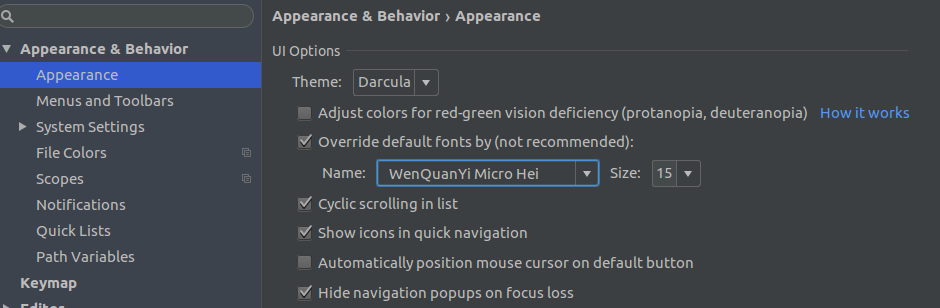 Appearance & Behavior › Appearance
Appearance & Behavior
Appearance
Menus and Toolbars
System Settings
File Colors
Scopes
Notifications
Quick Lists
Path Variables
Keymap
UI Options
Theme: Darcula
Adjust colors for red-green vision deficiency (protanopia, deuteranopia) How it works
Override default fonts by (not recommended):
Name: WenQuanYi Micro Hei Size: 15
Cyclic scrolling in list
Show icons in quick navigation
Automatically position mouse cursor on default button
Hide navigation popups on focus loss